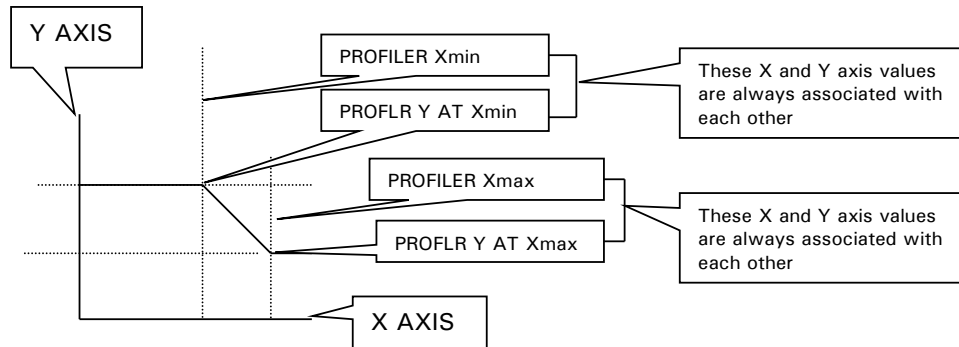 Y AXIS
PROFILER Xmin
PROFLR Y AT Xmin
These X and Y axis values
are always associated with
each other
PROFILER Xmax
PROFLR Y AT Xmax
These X and Y axis values
are always associated with
each other
X AXIS